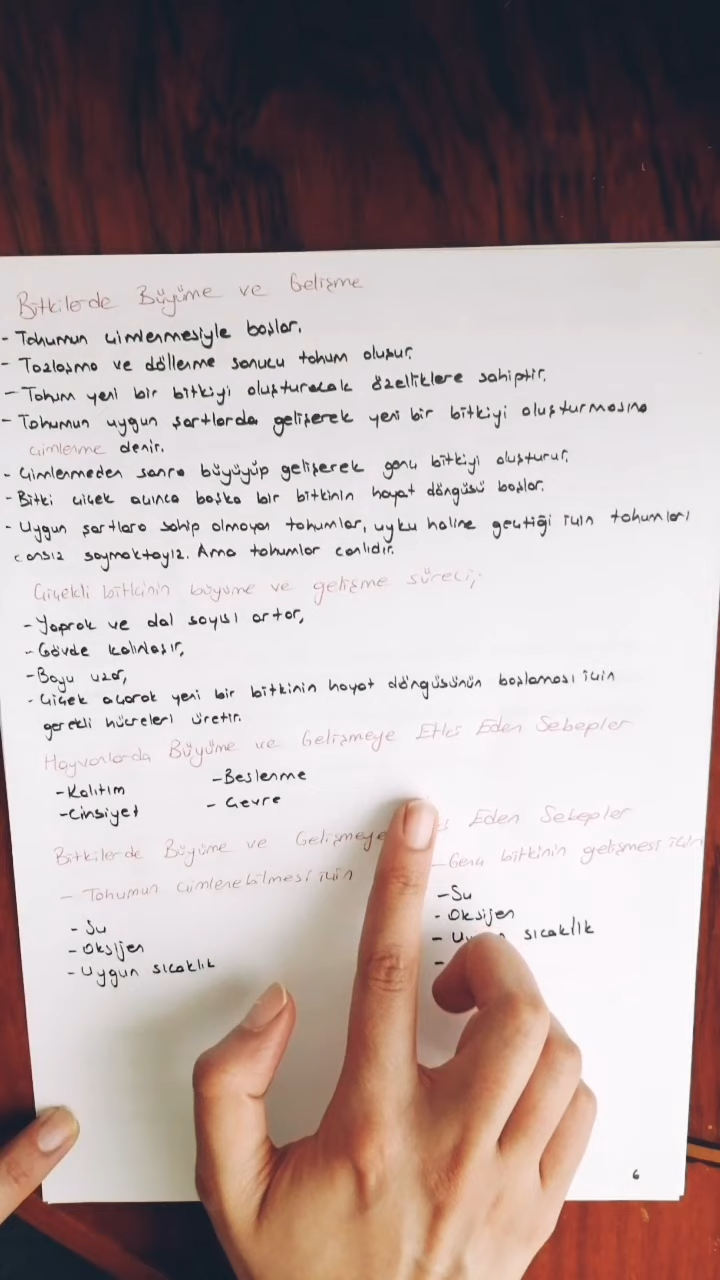 Bitkilerde Büyüme ve Gelişme
- Tohumun çimlenmesiyle başlar.
- Tozlaşma ve döllenme sonucu tohum oluşur.
- Tohum yeni bir bitkiyi oluşturacak özelliklere sahiptir.
- Tohumun uygun şartlarda gelişerek yeni bir bitkiyi oluşturmasına
çimlenme denir.
- Çimlenmeden sonra büyüyüp gelişerek genç bitkiyi oluşturur.
- Bitki çiçek açınca başka bir bitkinin hayat döngüsü başlar.
- Uygun şartlara sahip olmayan tohumlar, uyku haline geçtiği için tohumları
cansız saymaktayız. Ama tohumlar canlıdır.
Çiçekli bitkinin büyüme ve gelişme süreci;
- Yaprak ve dal sayısı artar,
- Gövde kalınlaşır,
- Boyu uzar,
- Çiçek açarak yeni bir bitkinin hayat döngüsünün başlaması için
gerekli hücreleri üretir.
Hayvanlarda Büyüme ve Gelişmeye Etki Eden Sebepler
- Kalıtım - Beslenme
- Cinsiyet - Çevre
Bitkilerde Büyüme ve Gelişmeye Eden Sebepler
- Tohumun çimlenebilmesi için - Genç bitkinin gelişmesi için
- Su - Su
- Oksijen - Oksijen
- Uygun sıcaklık - sıcaklık
-
6